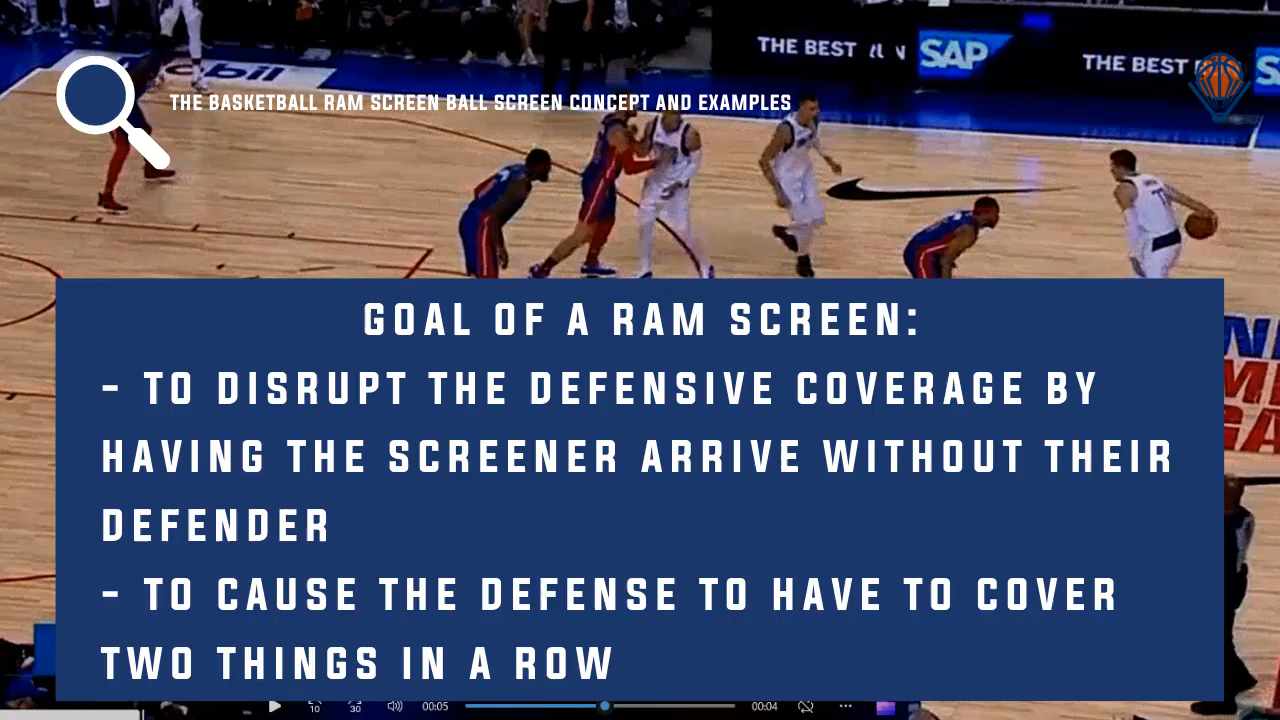 THE BEST
SAP
THE BEST
THE BASKETBALL RAM SCREEN BALL SCREEN CONCEPT AND EXAMPLES
GOAL OF A RAM SCREEN:
- TO DISRUPT THE DEFENSIVE COVERAGE BY
HAVING THE SCREENER ARRIVE WITHOUT THEIR
DEFENDER
- TO CAUSE THE DEFENSE TO HAVE TO COVER
TWO THINGS IN A ROW
10
30
00:05
00:04